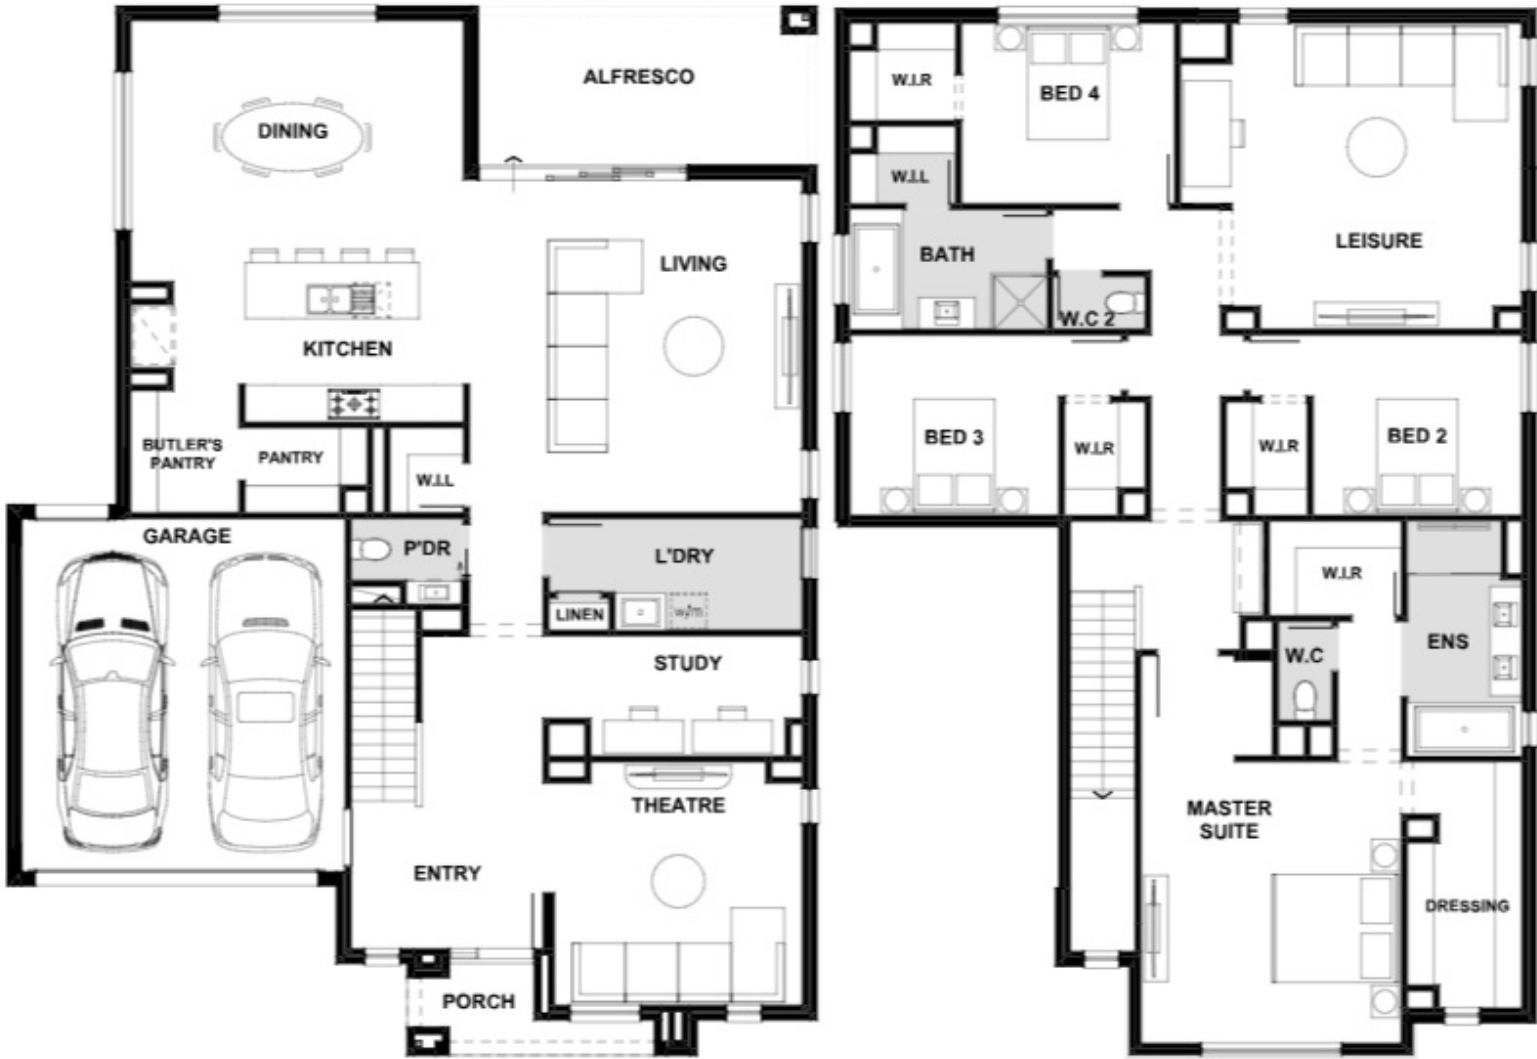 ALFRESCO
DINING
LIVING
KITCHEN
BUTLER'S
PANTRY
PANTRY
W.I.L
GARAGE
P'DR
L'DRY
LINEN
w/m
STUDY
THEATRE
ENTRY
PORCH
W.I.R
BED 4
W.I.L
BATH
LEISURE
W.C 2
BED 3
W.I.R
W.I.R
BED 2
W.I.R
W.C
ENS
MASTER
SUITE
DRESSING